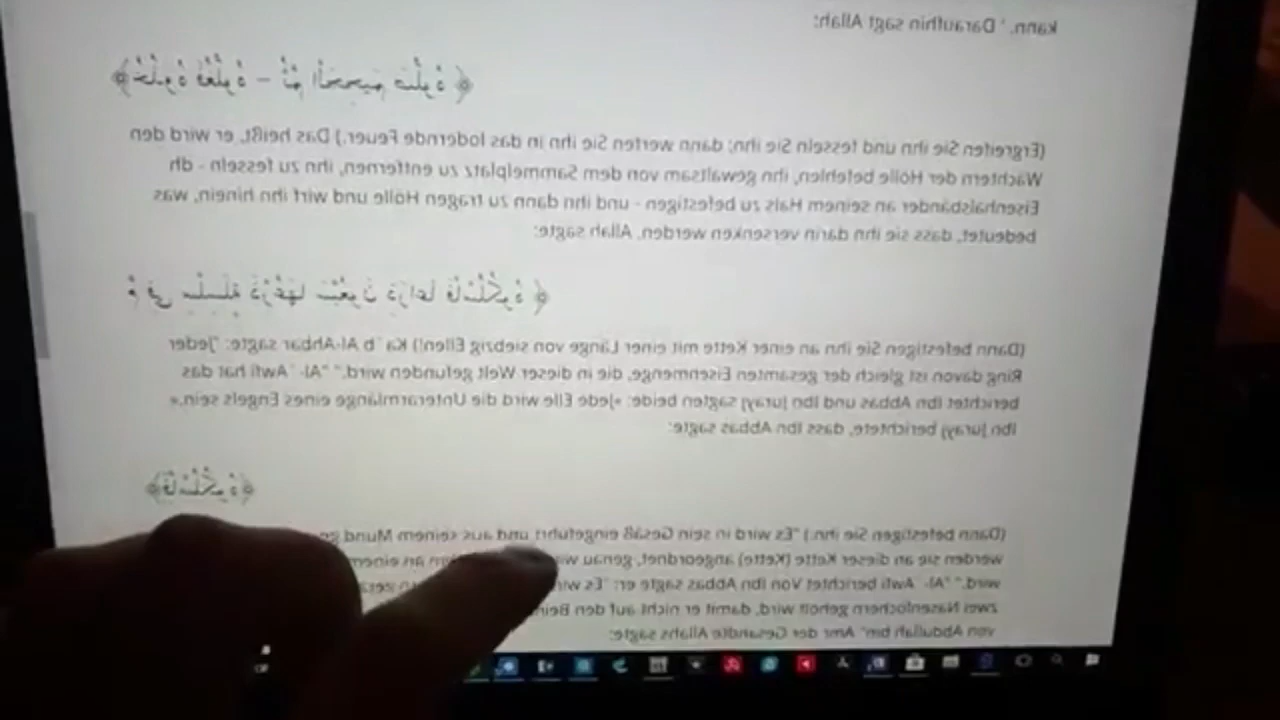 kann. ' Daraufhin sagt Allah:
(Ergreifen Sie ihn und fesseln Sie ihn; dann werfen Sie ihn in das lodernde Feuer.) Das heißt, er wird den
Wächtern der Hölle befehlen, ihn gewaltsam von dem Sammelplatz zu entfernen, ihn zu fesseln - dh
Eisenhalsbänder an seinem Hals zu befestigen - und ihn dann zu tragen Hölle und wirf ihn hinein, was
bedeutet, dass sie ihn darin versenken werden. Allah sagte:
(Dann befestigen Sie ihn an einer Kette mit einer Länge von siebzig Ellen!) Ka`b Al-Ahbar sagte: "Jeder
Ring davon ist gleich der gesamten Eisenmenge, die in dieser Welt gefunden wird." "Al-`Awfi hat das
berichtet Ibn Abbas und Ibn Jurayj sagten beide: «Jede Elle wird die Unterarmlänge eines Engels sein.»
Ibn Jurayj berichtete, dass Ibn Abbas sagte:
﴿فَاسْلُكُوهُ﴾
(Dann befestigen Sie ihn.) "Es wird in sein Gesäß eingeführt und aus seinem Mund
werden sie an dieser Kette (Kette) angeordnet, genau an einem
wird." "Al-`Awfi berichtet Von Ibn Abbas sagte er: "Es
zwei Nasenlöchern geholt wird, damit er nicht auf den
von Abdullah bin" Amr der Gesandte Allahs sagte: